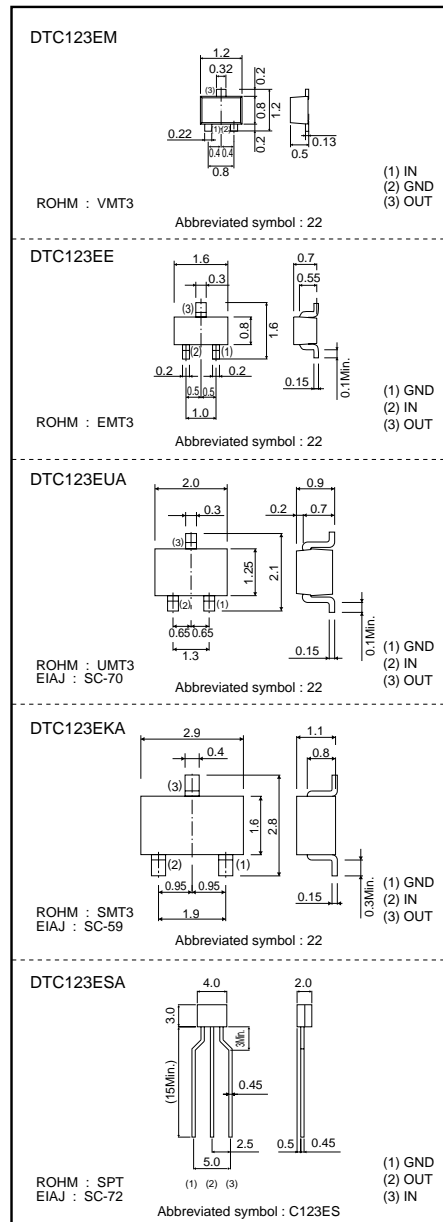 DTC123EM
1.2
0.32
0.2
(3)
0.8
1.2
0.22
(1)
(2)
0.2
0.13
0.4 0.4
0.5
0.8
(1) IN
(2) GND
(3) OUT
ROHM : VMT3
Abbreviated symbol : 22
DTC123EE
1.6
0.3
0.7
0.55
(3)
0.8
1.6
(2)
(1)
0.2
0.2
0.15
0.1Min.
0.5 0.5
1.0
(1) GND
(2) IN
(3) OUT
ROHM : EMT3
Abbreviated symbol : 22
DTC123EUA
2.0
0.3
0.9
0.2
0.7
(3)
1.25
2.1
(2)
(1)
0.65 0.65
1.3
0.15
0.1Min.
(1) GND
(2) IN
(3) OUT
ROHM : UMT3
EIAJ : SC-70
Abbreviated symbol : 22
DTC123EKA
2.9
0.4
1.1
0.8
(3)
1.6
2.8
(2)
(1)
0.95 0.95
1.9
0.15
0.3Min.
(1) GND
(2) IN
(3) OUT
ROHM : SMT3
EIAJ : SC-59
Abbreviated symbol : 22
DTC123ESA
4.0
2.0
3.0
(15Min.)
3Min.
0.45
2.5
0.5
0.45
5.0
(1) (2) (3)
(1) GND
(2) OUT
(3) IN
ROHM : SPT
EIAJ : SC-72
Abbreviated symbol : C123ES